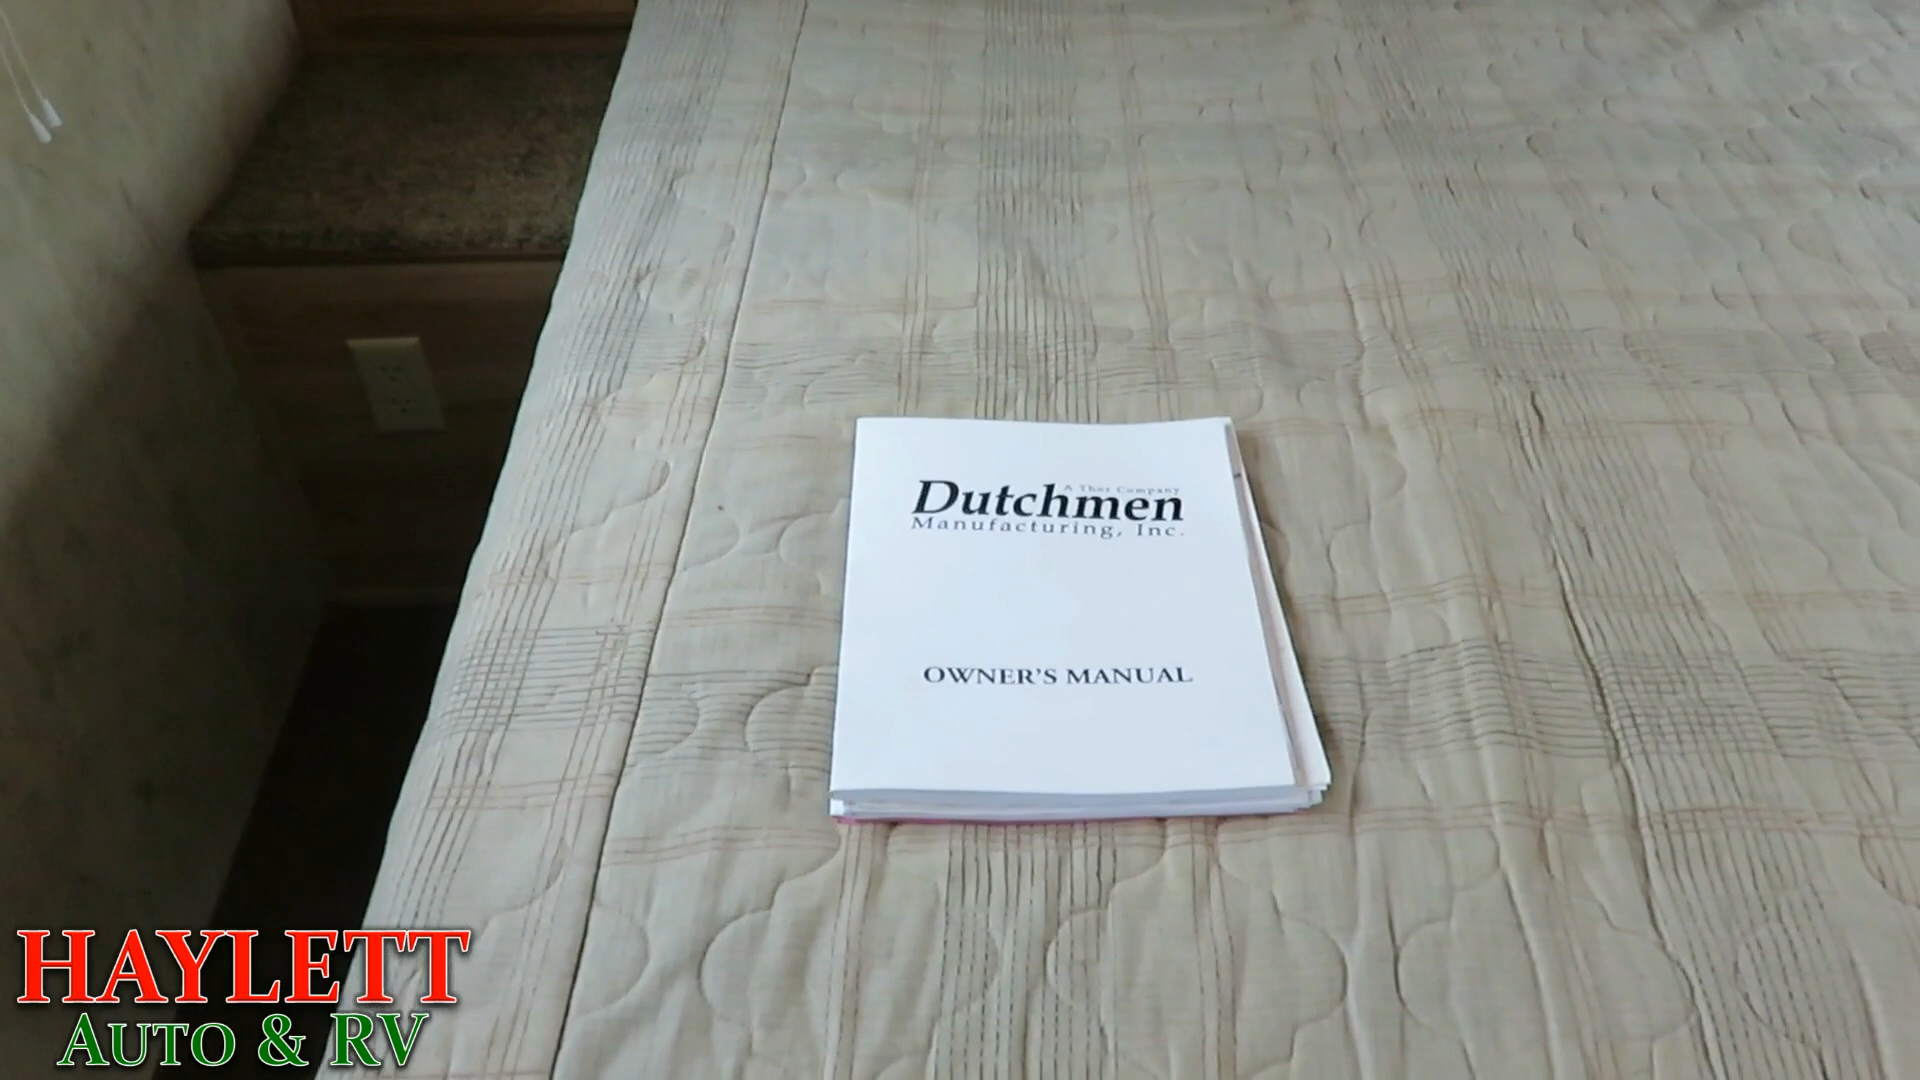 A Thor Company
Dutchmen
Manufacturing, Inc.
OWNER'S MANUAL
HAYLETT
AUTO & RV